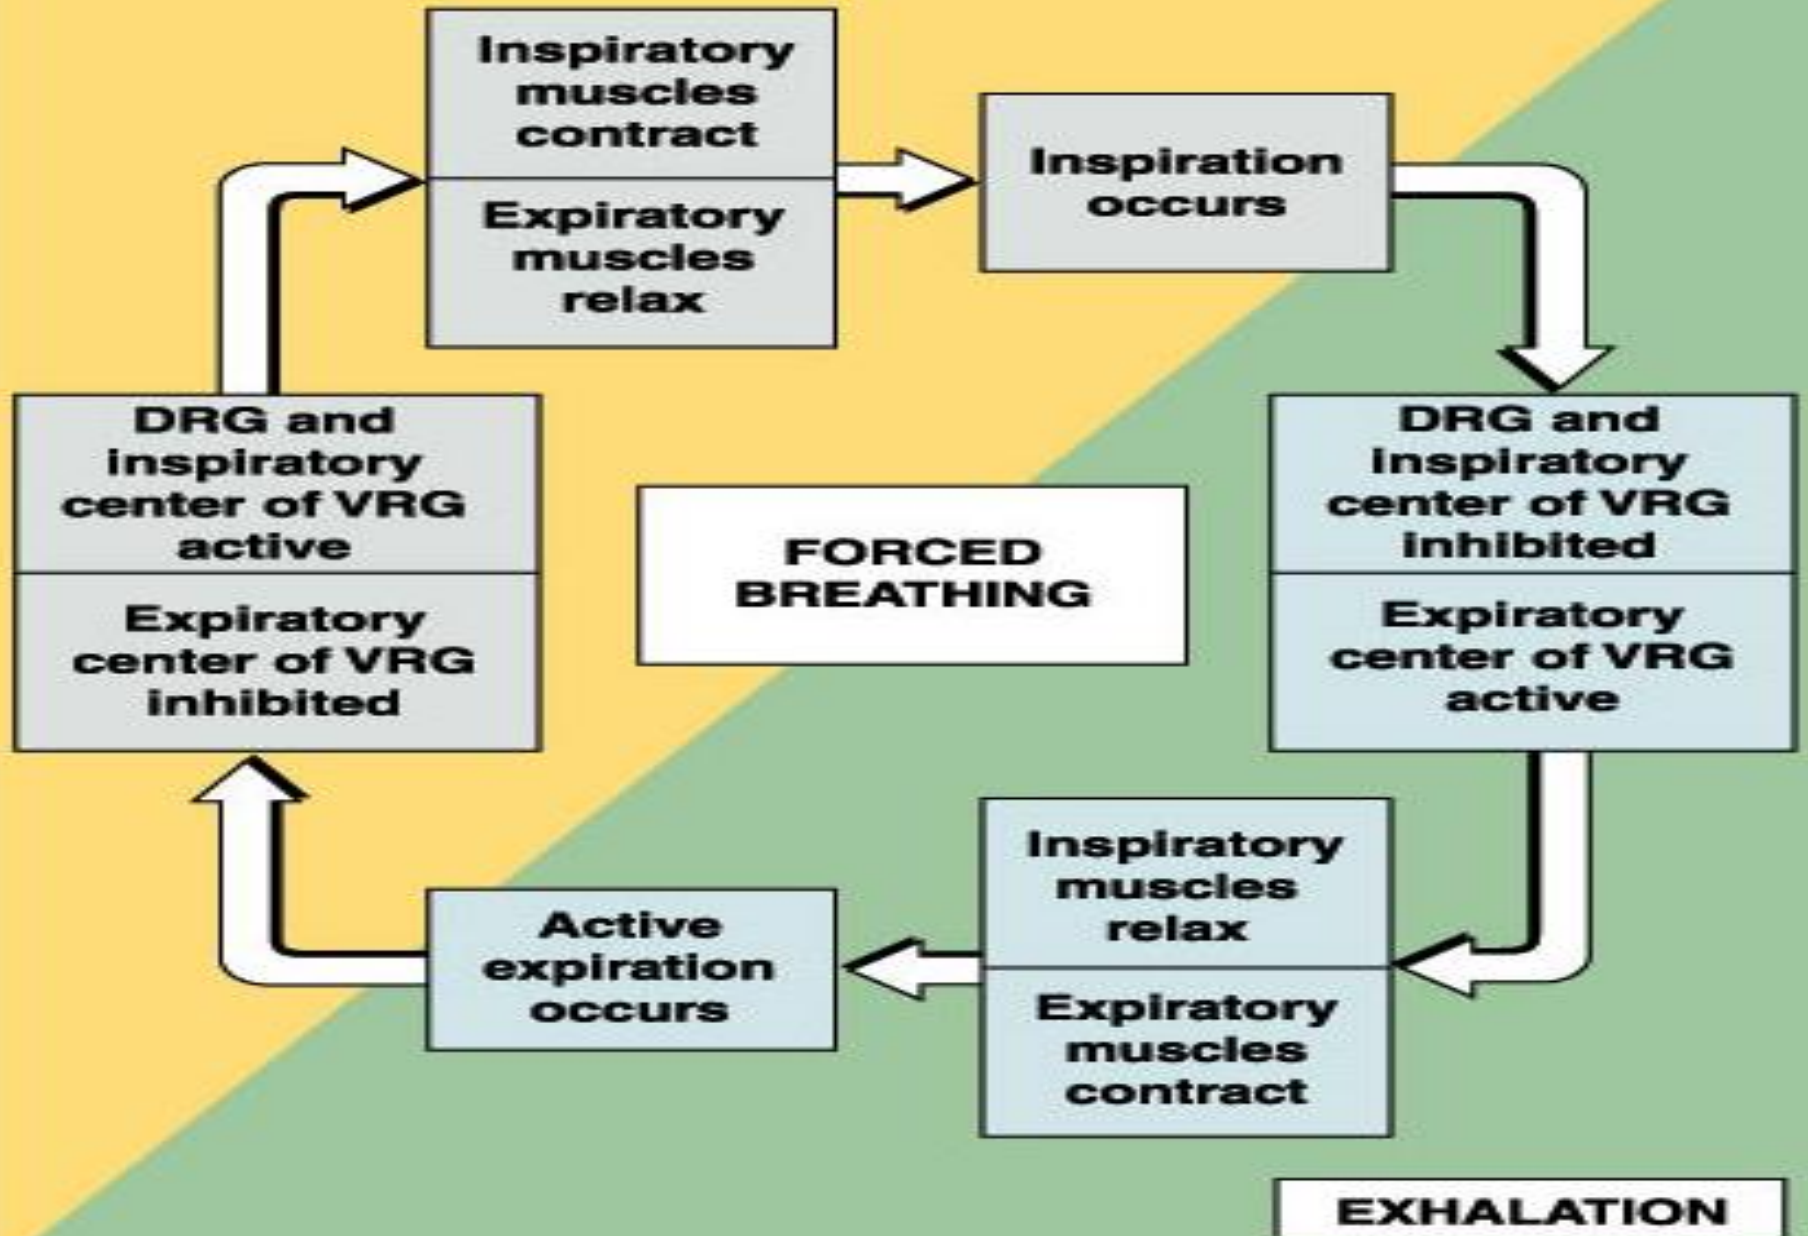 Inspiratory
muscles
contract
Expiratory
muscles
relax
Inspiration
occurs
DRG and
inspiratory
center of VRG
active
Expiratory
center of VRG
inhibited
FORCED
BREATHING
DRG and
inspiratory
center of VRG
inhibited
Expiratory
center of VRG
active
Inspiratory
muscles
relax
Expiratory
muscles
contract
Active
expiration
occurs
EXHALATION